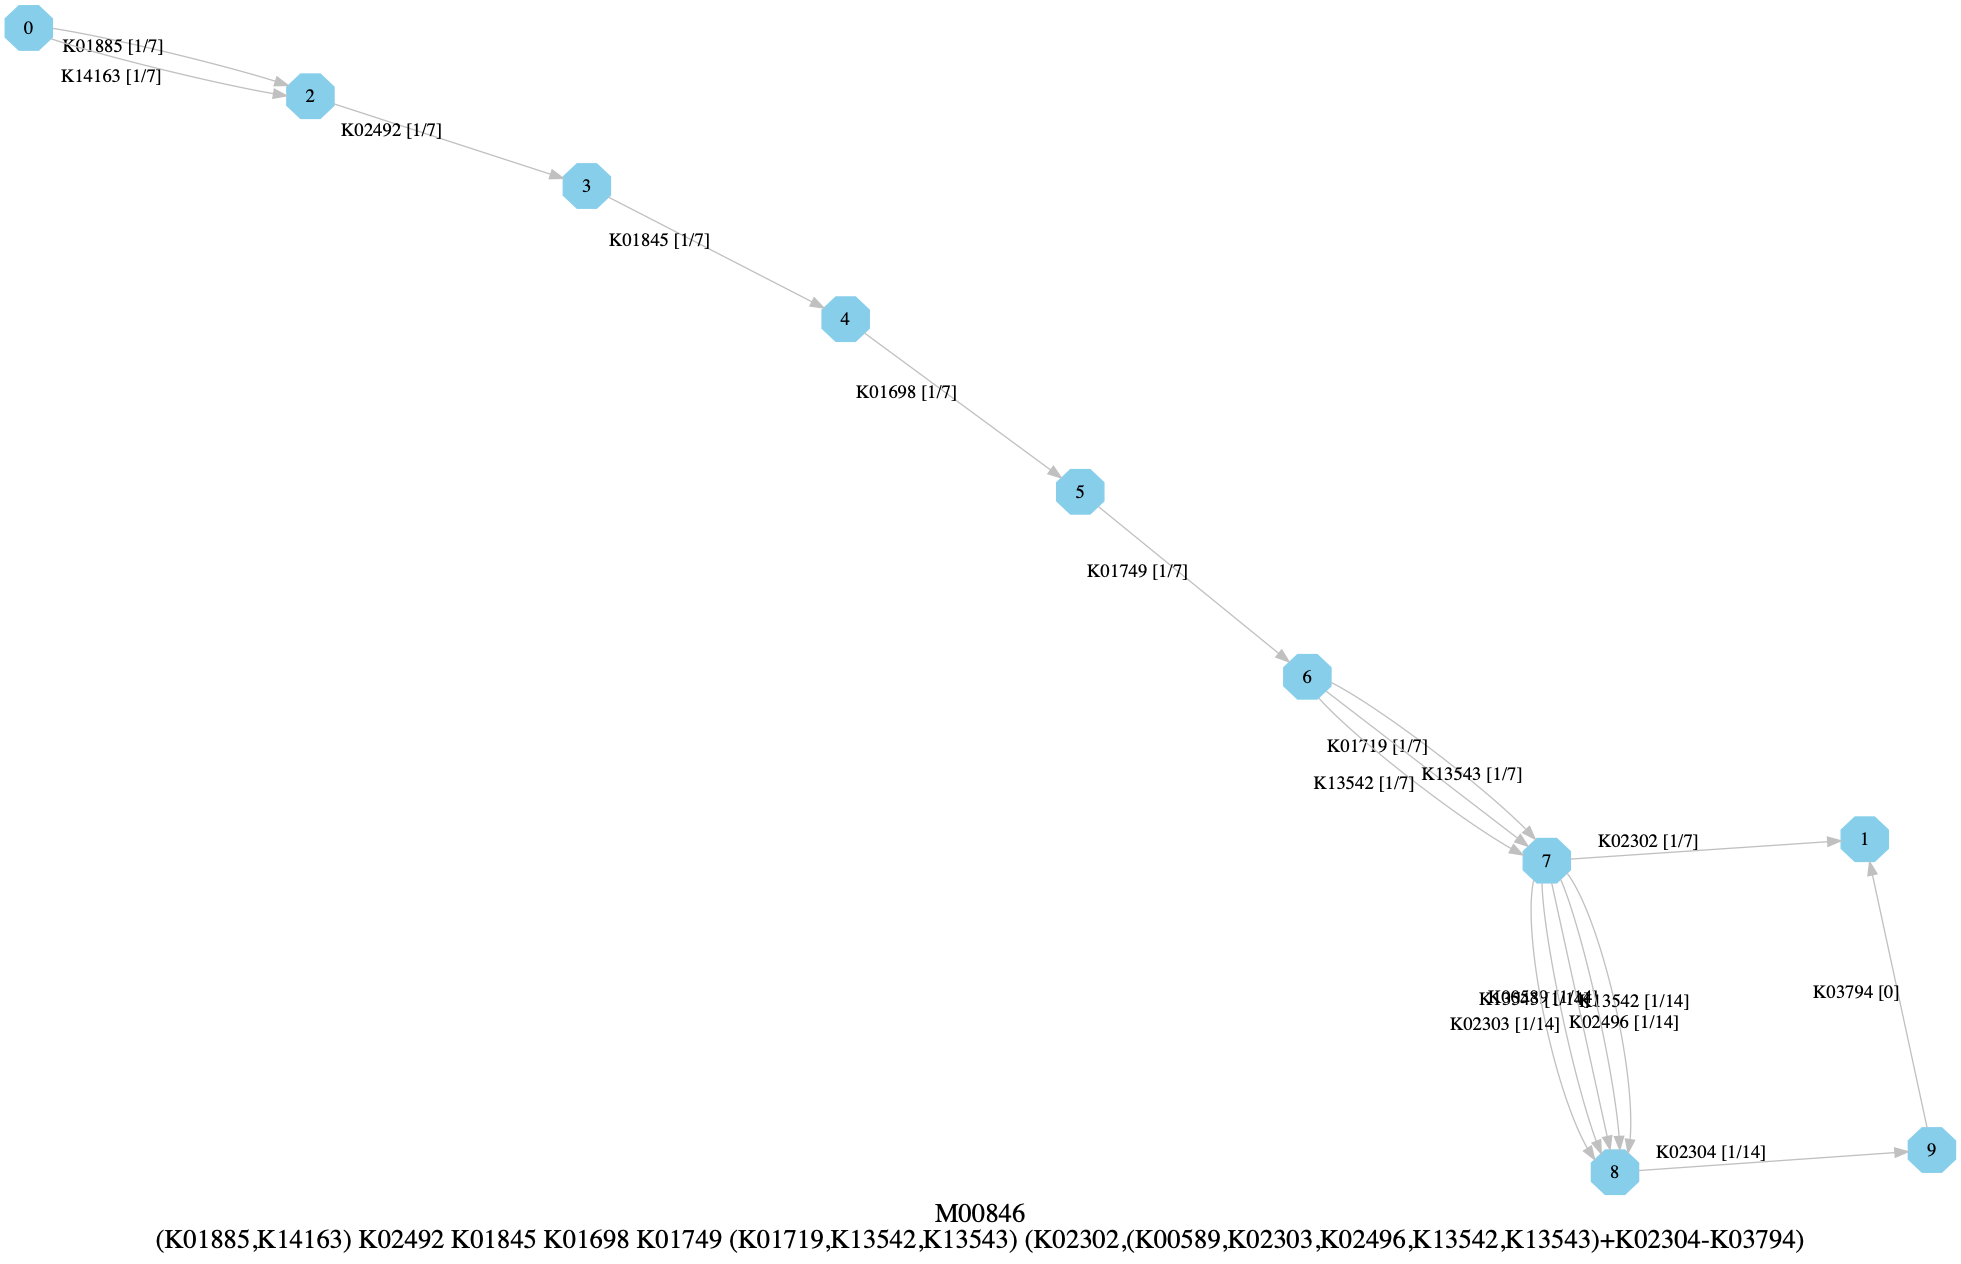 0
K01885 [1/7]
K14163 [1/7]
2
K02492 [1/7]
3
K01845 [1/7]
4
K01698 [1/7]
5
K01749 [1/7]
6
K01719 [1/7]
K13543 [1/7]
K13542 [1/7]
K02302 [1/7]
1
7
K03794 [0]
K00589 [1/14]
K13543 [1/14]
K13542 [1/14]
K02303 [1/14]
K02496 [1/14]
K02304 [1/14]
9
8
M00846
(K01885,K14163) K02492 K01845 K01698 K01749 (K01719,K13542,K13543) (K02302,(K00589,K02303,K02496,K13542,K13543)+K02304-K03794)